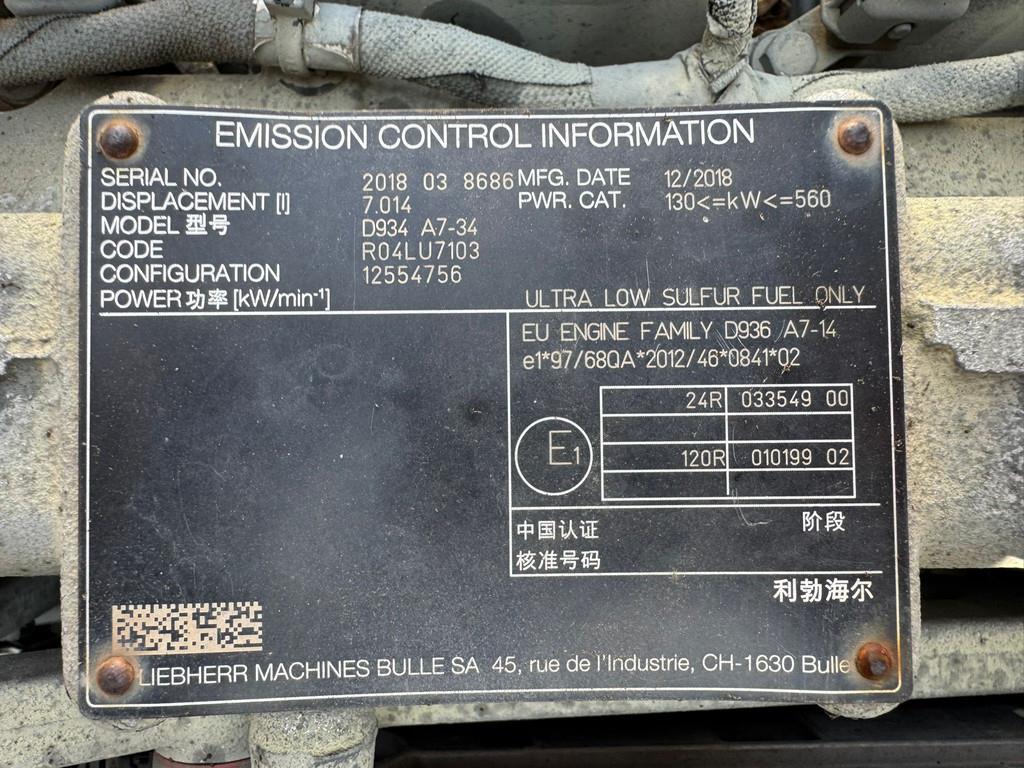 EMISSION CONTROL INFORMATION
SERIAL NO. 2018 03 8686 MFG. DATE 12/2018
DISPLACEMENT [l] 7.014 PWR. CAT. 130<=kW<=560
MODEL 型号 D934 A7-34
CODE R04LU7103
CONFIGURATION 12554756
POWER 功率 [kW/min-¹] ULTRA LOW SULFUR FUEL ONLY
EU ENGINE FAMILY D936 A7-14
e1*97/68QA*2012/46*0841*02
24R 033549 00
E1
120R 010199 02
中国认证 阶段
核准号码
利勃海尔
LIEBHERR MACHINES BULLE SA 45, rue de l'Industrie, CH-1630 Bulle